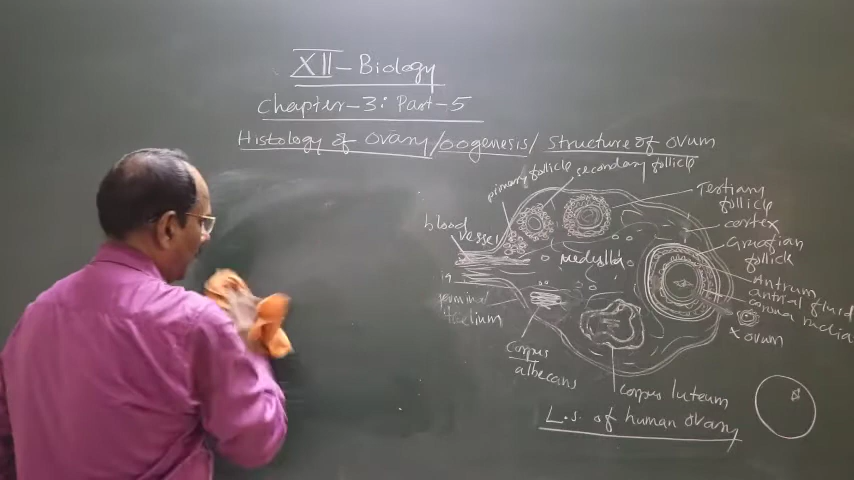 XII - Biology
Chapter-3: Part-5
Histology of Ovary/oogenesis/ Structure of Ovum
primary follicle
secondary follicle
Tertiary follicle
blood vessel
cortex
Graafian follicle
medulla
Antrum
antral fluid
corona radia
germinal
ithelium
ovum
Corpus albecans
corpus luteum
L.S. of human Ovary